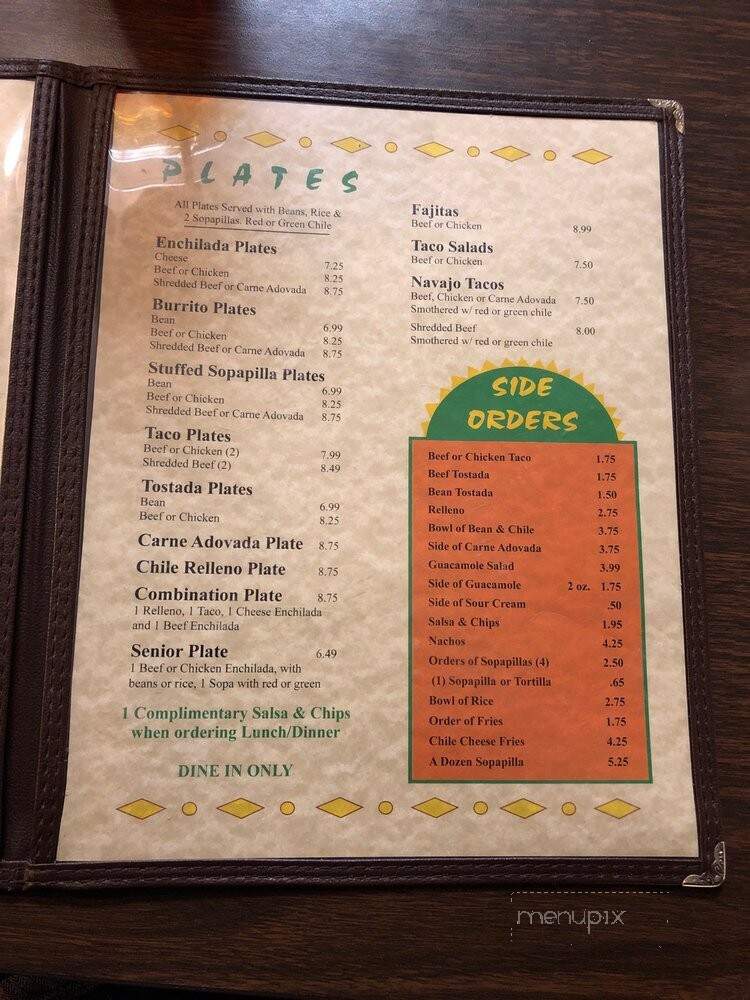 PLATES
All Plates Served with Beans, Rice &
2 Sopapillas. Red or Green Chile
Enchilada Plates
Cheese 7.25
Beef or Chicken 8.25
Shredded Beef or Carne Adovada 8.75
Burrito Plates
Bean 6.99
Beef or Chicken 8.25
Shredded Beef or Carne Adovada 8.75
Stuffed Sopapilla Plates
Bean 6.99
Beef or Chicken 8.25
Shredded Beef or Carne Adovada 8.75
Taco Plates
Beef or Chicken (2) 7.99
Shredded Beef (2) 8.49
Tostada Plates
Bean 6.99
Beef or Chicken 8.25
Carne Adovada Plate 8.75
Chile Relleno Plate 8.75
Combination Plate 8.75
1 Relleno, 1 Taco, 1 Cheese Enchilada
and 1 Beef Enchilada
Senior Plate 6.49
1 Beef or Chicken Enchilada, with
beans or rice, 1 Sopa with red or green
1 Complimentary Salsa & Chips
when ordering Lunch/Dinner
DINE IN ONLY
Fajitas
Beef or Chicken 8.99
Taco Salads
Beef or Chicken 7.50
Navajo Tacos
Beef, Chicken or Carne Adovada 7.50
Smothered w/ red or green chile
Shredded Beef 8.00
Smothered w/ red or green chile
SIDE
ORDERS
Beef or Chicken Taco 1.75
Beef Tostada 1.75
Bean Tostada 1.50
Relleno 2.75
Bowl of Bean & Chile 3.75
Side of Carne Adovada 3.75
Guacamole Salad 3.99
Side of Guacamole 2 oz. 1.75
Side of Sour Cream .50
Salsa & Chips 1.95
Nachos 4.25
Orders of Sopapillas (4) 2.50
(1) Sopapilla or Tortilla .65
Bowl of Rice 2.75
Order of Fries 1.75
Chile Cheese Fries 4.25
A Dozen Sopapilla 5.25
menupix